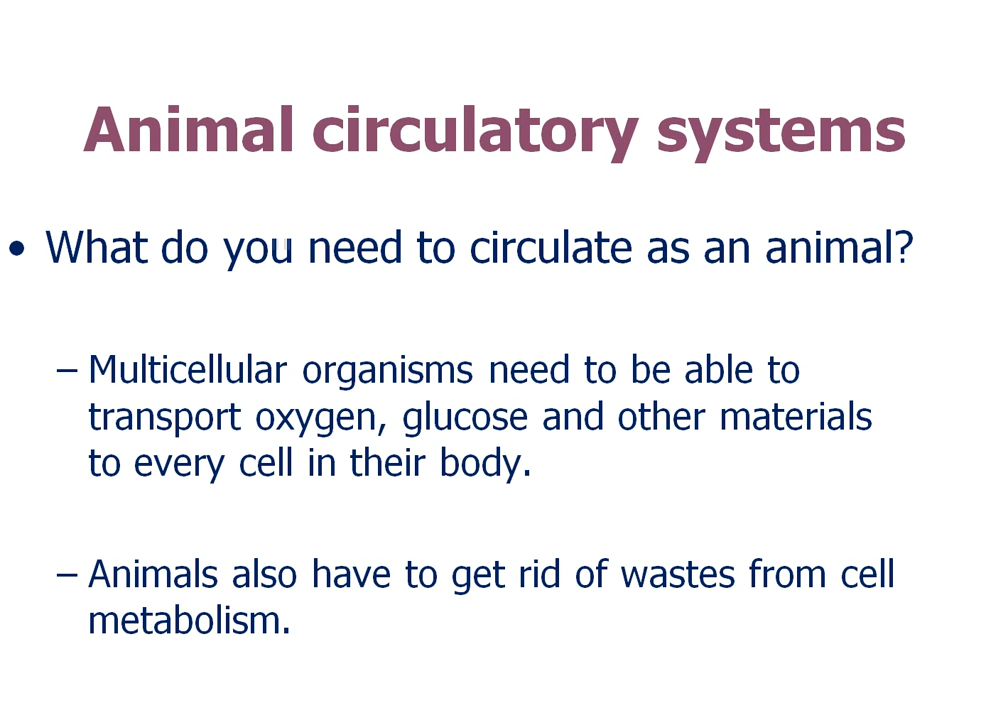 Animal circulatory systems
• What do you need to circulate as an animal?
– Multicellular organisms need to be able to
transport oxygen, glucose and other materials
to every cell in their body.
– Animals also have to get rid of wastes from cell
metabolism.